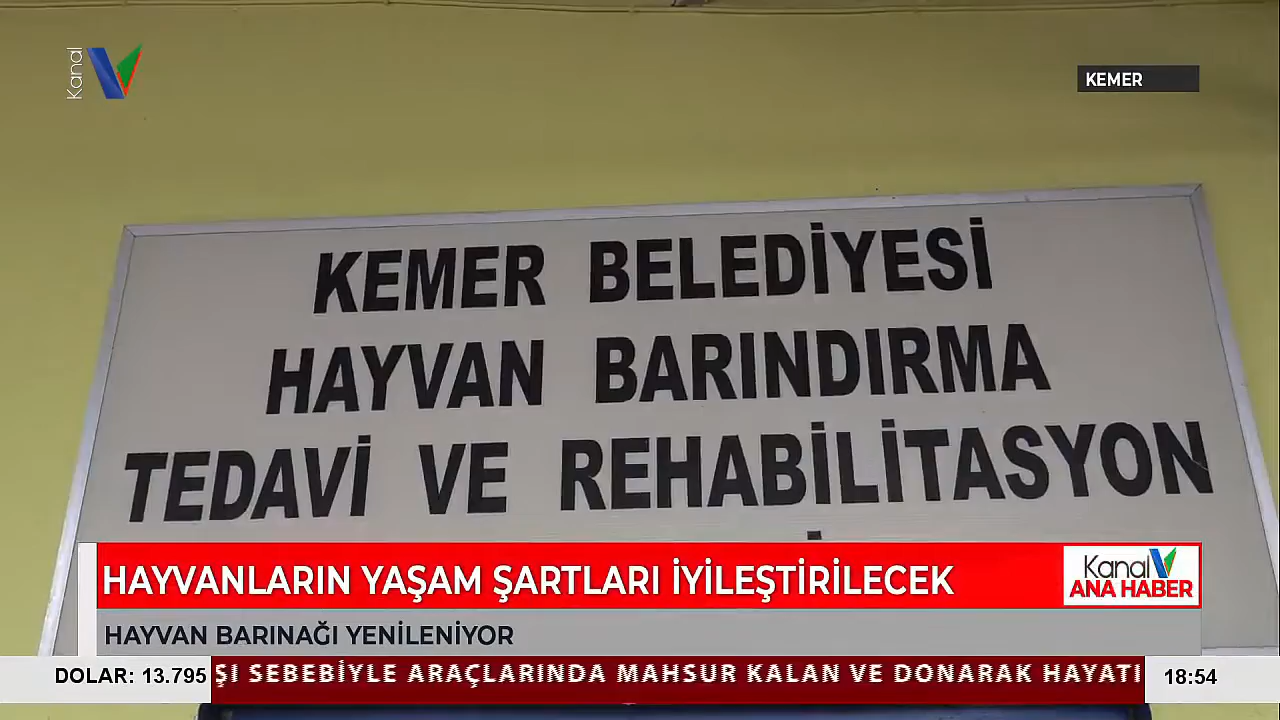 Kanal
KEMER
KEMER BELEDİYESİ
HAYVAN BARINDIRMA
TEDAVİ VE REHABİLİTASYON
HAYVANLARIN YAŞAM ŞARTLARI İYİLEŞTİRİLECEK
Kanal V
ANA HABER
HAYVAN BARINAĞI YENİLENİYOR
DOLAR: 13.795
ŞI SEBEBİYLE ARAÇLARINDA MAHSUR KALAN VE DONARAK HAYATI
18:54